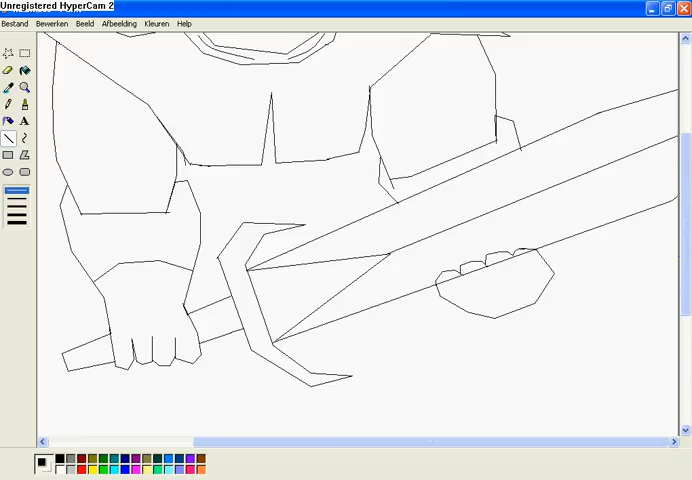 Unregistered HyperCam 2
Bestand Bewerken Beeld Afbeelding Kleuren Help
A